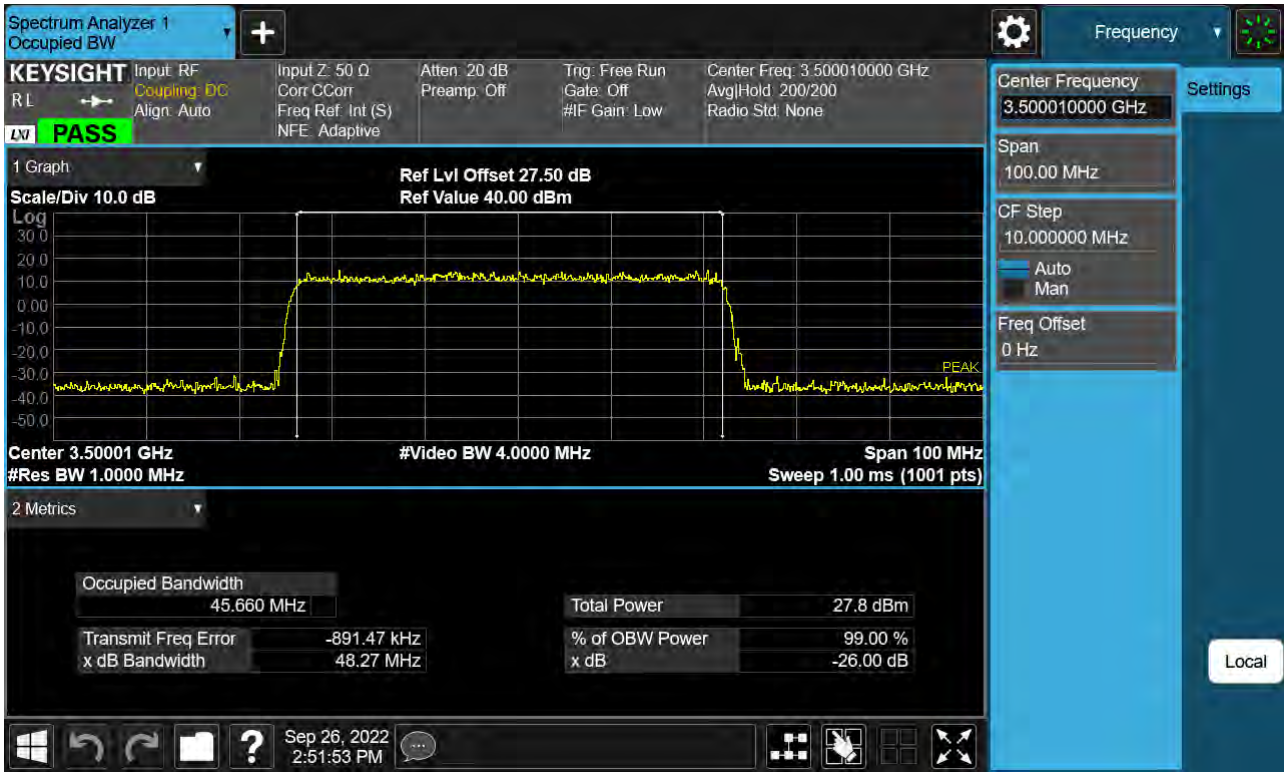 Spectrum Analyzer 1
Occupied BW
+
Frequency
KEYSIGHT
RL
LXI PASS
Input: RF
Coupling: DC
Align: Auto
Input Z: 50 Ω
Corr CCorr
Freq Ref: Int (S)
NFE: Adaptive
Atten: 20 dB
Preamp: Off
Trig: Free Run
Gate: Off
#IF Gain: Low
Center Freq: 3.500010000 GHz
Avg|Hold: 200/200
Radio Std: None
Center Frequency
3.500010000 GHz
Settings
Span
100.00 MHz
CF Step
10.000000 MHz
Auto
Man
Freq Offset
0 Hz
1 Graph
Ref Lvl Offset 27.50 dB
Scale/Div 10.0 dB
Ref Value 40.00 dBm
Log
30.0
20.0
10.0
0.00
-10.0
-20.0
-30.0
PEAK
-40.0
-50.0
Center 3.50001 GHz
#Video BW 4.0000 MHz
Span 100 MHz
#Res BW 1.0000 MHz
Sweep 1.00 ms (1001 pts)
2 Metrics
Occupied Bandwidth
45.660 MHz
Total Power 27.8 dBm
Transmit Freq Error -891.47 kHz
% of OBW Power 99.00 %
x dB Bandwidth 48.27 MHz
x dB -26.00 dB
Local
?
Sep 26, 2022
2:51:53 PM